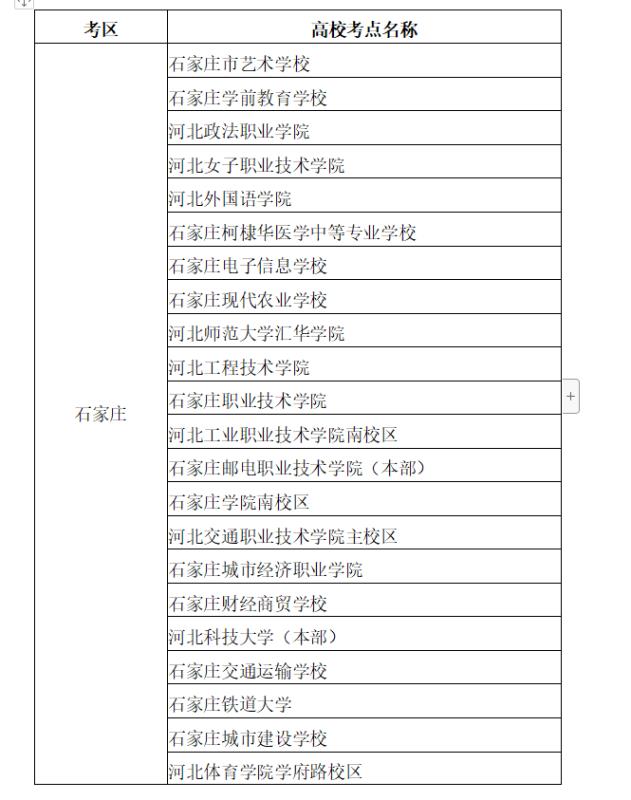 考区 高校考点名称
石家庄市艺术学校
石家庄学前教育学校
河北政法职业学院
河北女子职业技术学院
河北外国语学院
石家庄柯棣华医学中等专业学校
石家庄电子信息学校
石家庄现代农业学校
河北师范大学汇华学院
河北工程技术学院
石家庄
石家庄职业技术学院
河北工业职业技术学院南校区
石家庄邮电职业技术学院（本部）
石家庄学院南校区
河北交通职业技术学院主校区
石家庄城市经济职业学院
石家庄财经商贸学校
河北科技大学（本部）
石家庄交通运输学校
石家庄铁道大学
石家庄城市建设学校
河北体育学院学府路校区